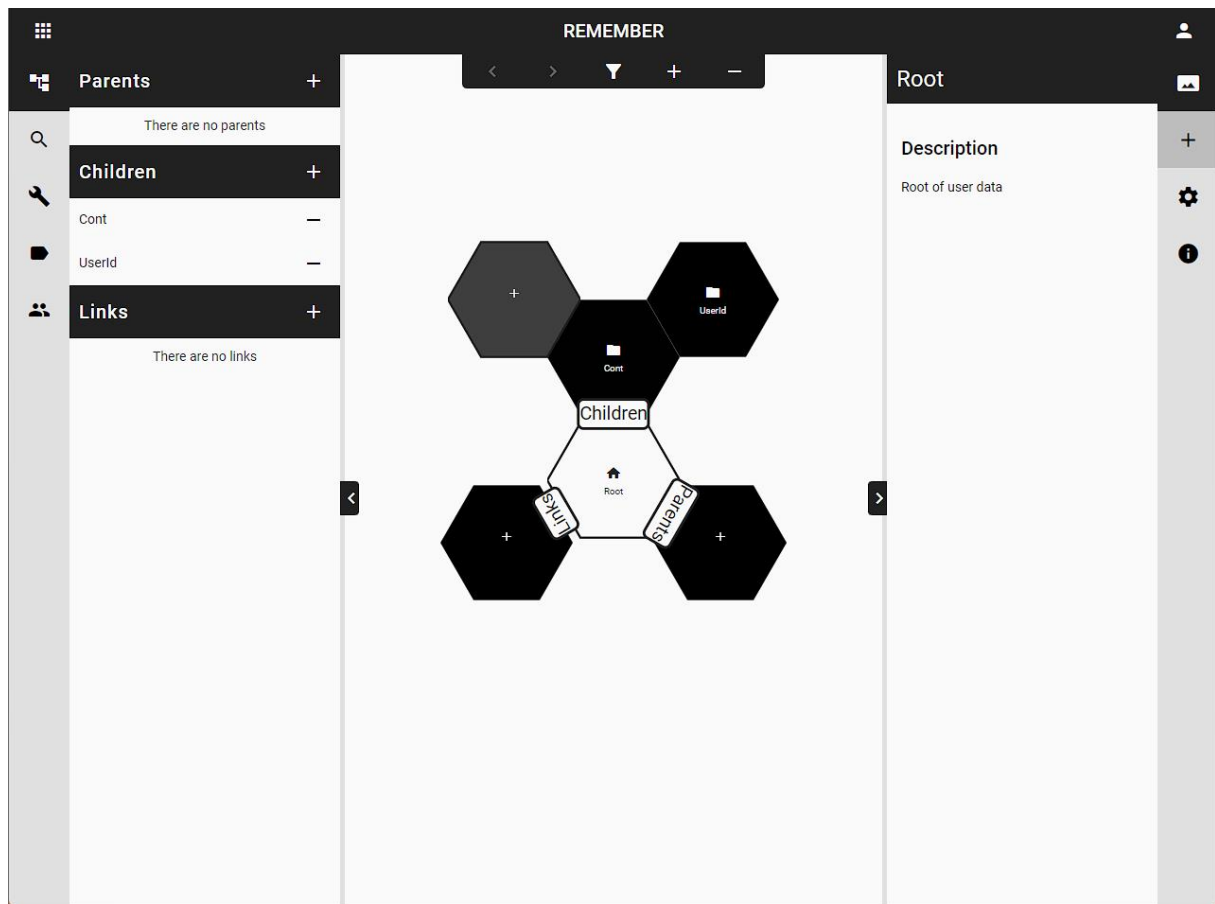 REMEMBER
Parents
There are no parents
Children
Cont
UserId
Links
There are no links
UserId
Cont
Children
Root
Links
Parents
Root
Description
Root of user data